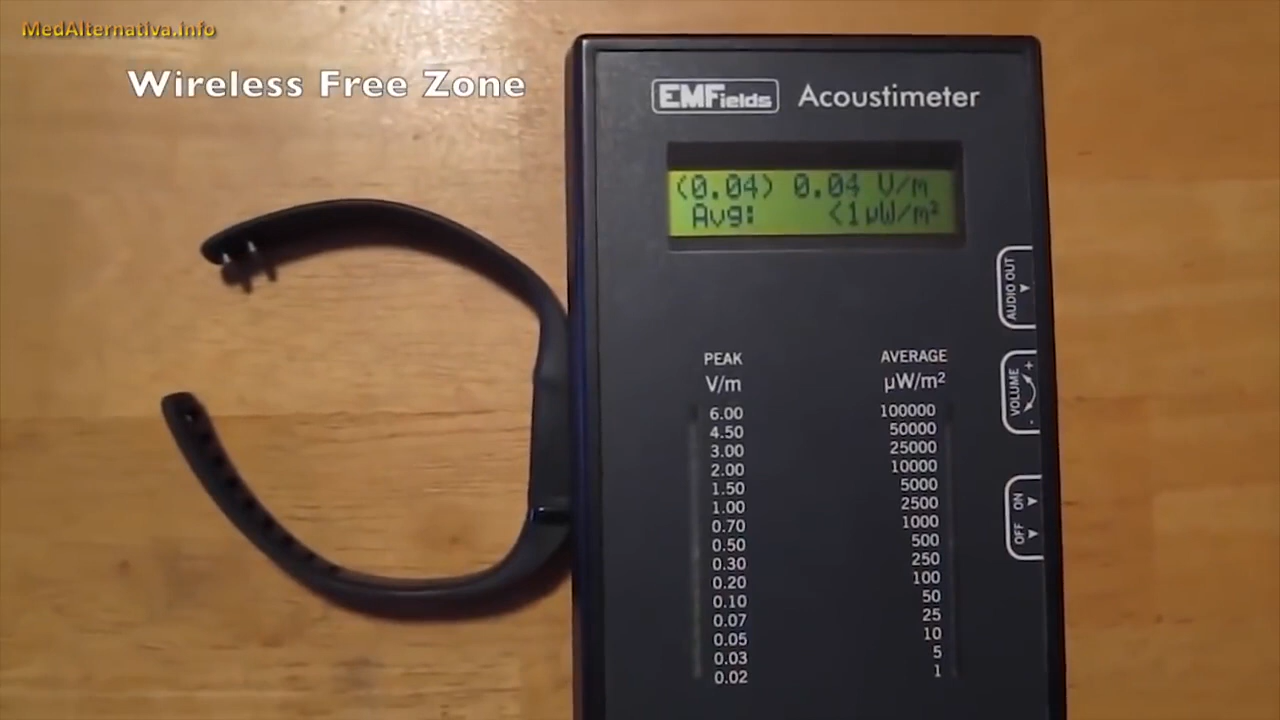 MedAlternativa.info
Wireless Free Zone
EMFields Acoustimeter
(0.04) 0.04 V/m
Avg: <1µW/m²
AUDIO OUT
VOLUME
+
-
OFF ON
PEAK AVERAGE
V/m µW/m²
6.00 100000
4.50 50000
3.00 25000
2.00 10000
1.50 5000
1.00 2500
0.70 1000
0.50 500
0.30 250
0.20 100
0.10 50
0.07 25
0.05 10
0.03 5
0.02 1